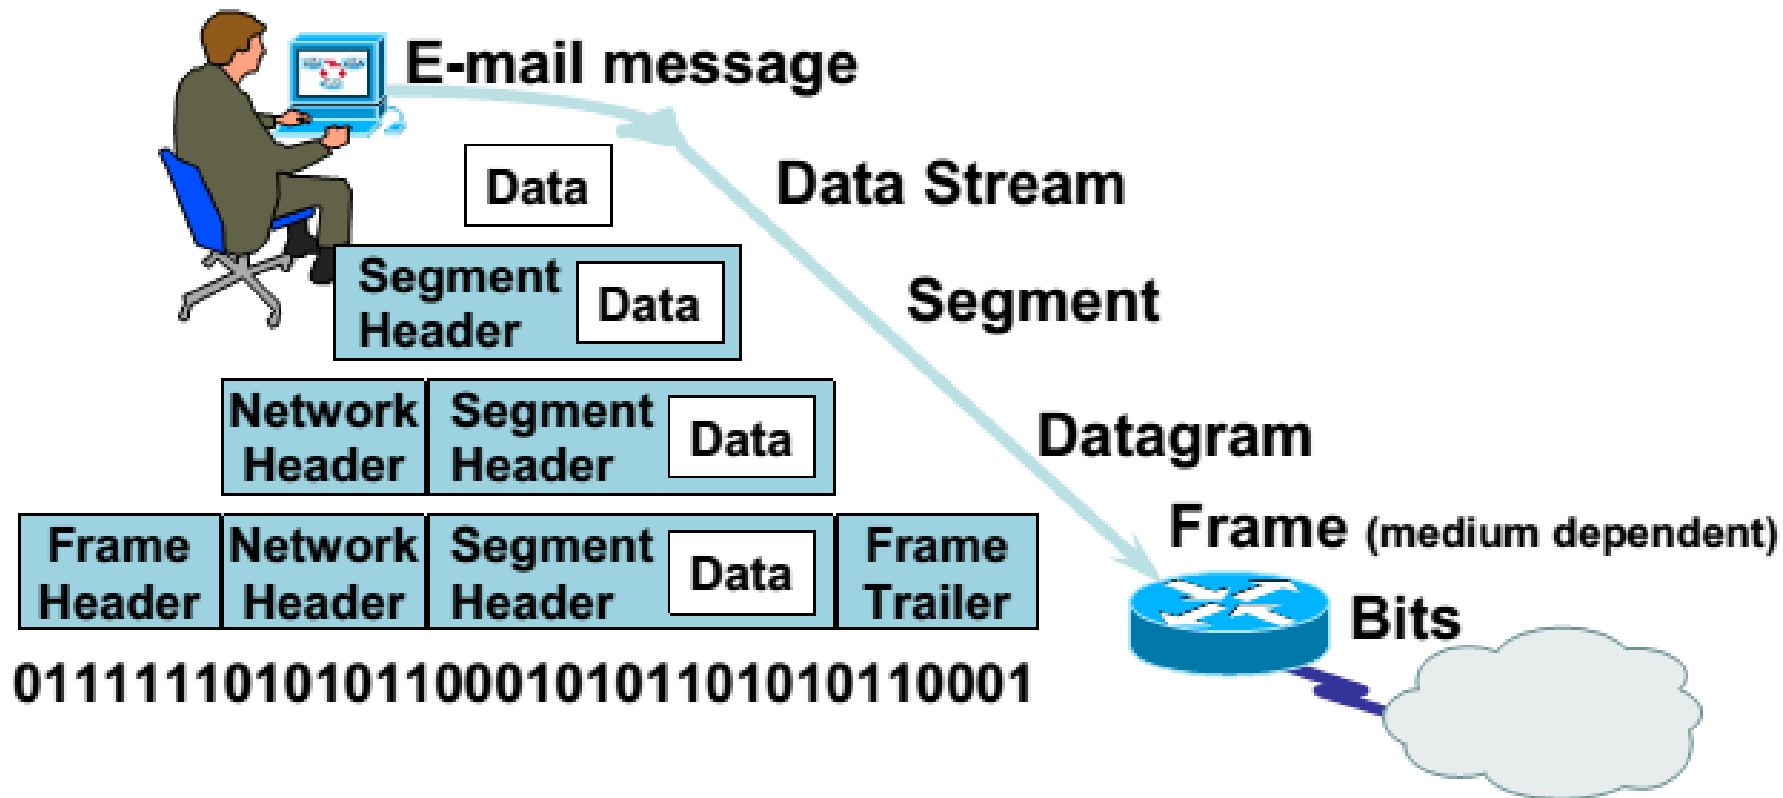 E-mail message
Data
Data Stream
Segment
Header
Data
Segment
Network
Header
Segment
Header
Data
Datagram
Frame
Header
Network
Header
Segment
Header
Data
Frame
Trailer
Frame (medium dependent)
Bits
0111111010101100010101101010110001